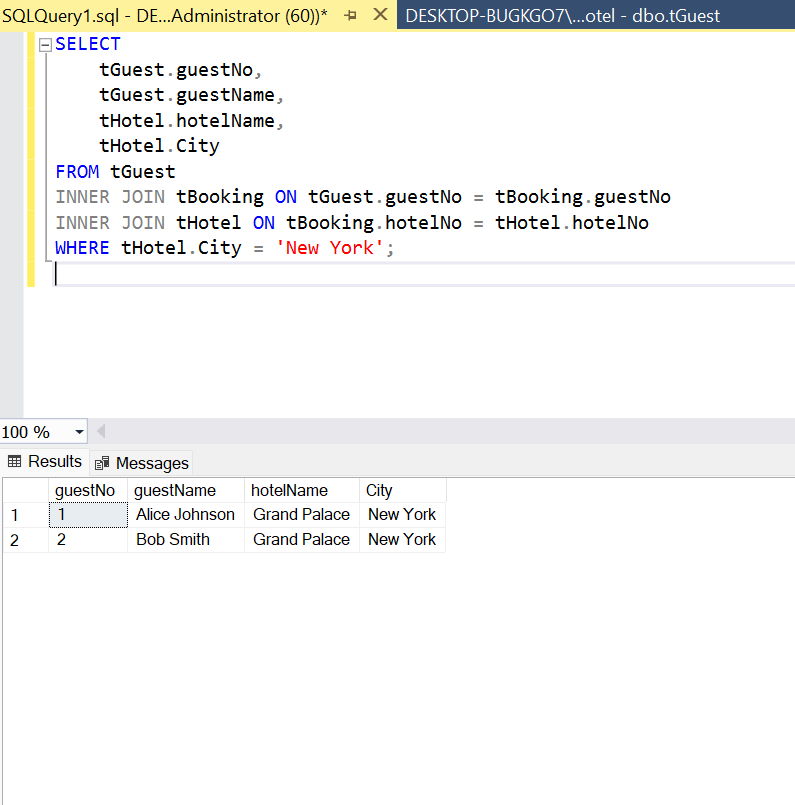 SQLQuery1.sql - DE...Administrator (60))* DESKTOP-BUGKGO7\...otel - dbo.tGuest
SELECT
tGuest.guestNo,
tGuest.guestName,
tHotel.hotelName,
tHotel.City
FROM tGuest
INNER JOIN tBooking ON tGuest.guestNo = tBooking.guestNo
INNER JOIN tHotel ON tBooking.hotelNo = tHotel.hotelNo
WHERE tHotel.City = 'New York';
100 %
Results Messages
guestNo guestName hotelName City
1 1 Alice Johnson Grand Palace New York
2 2 Bob Smith Grand Palace New York